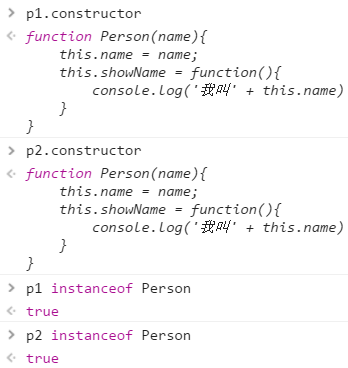 p1.constructor
function Person(name){
this.name = name;
this.showName = function(){
console.log('我叫' + this.name)
}
}
p2.constructor
function Person(name){
this.name = name;
this.showName = function(){
console.log('我叫' + this.name)
}
}
p1 instanceof Person
true
p2 instanceof Person
true